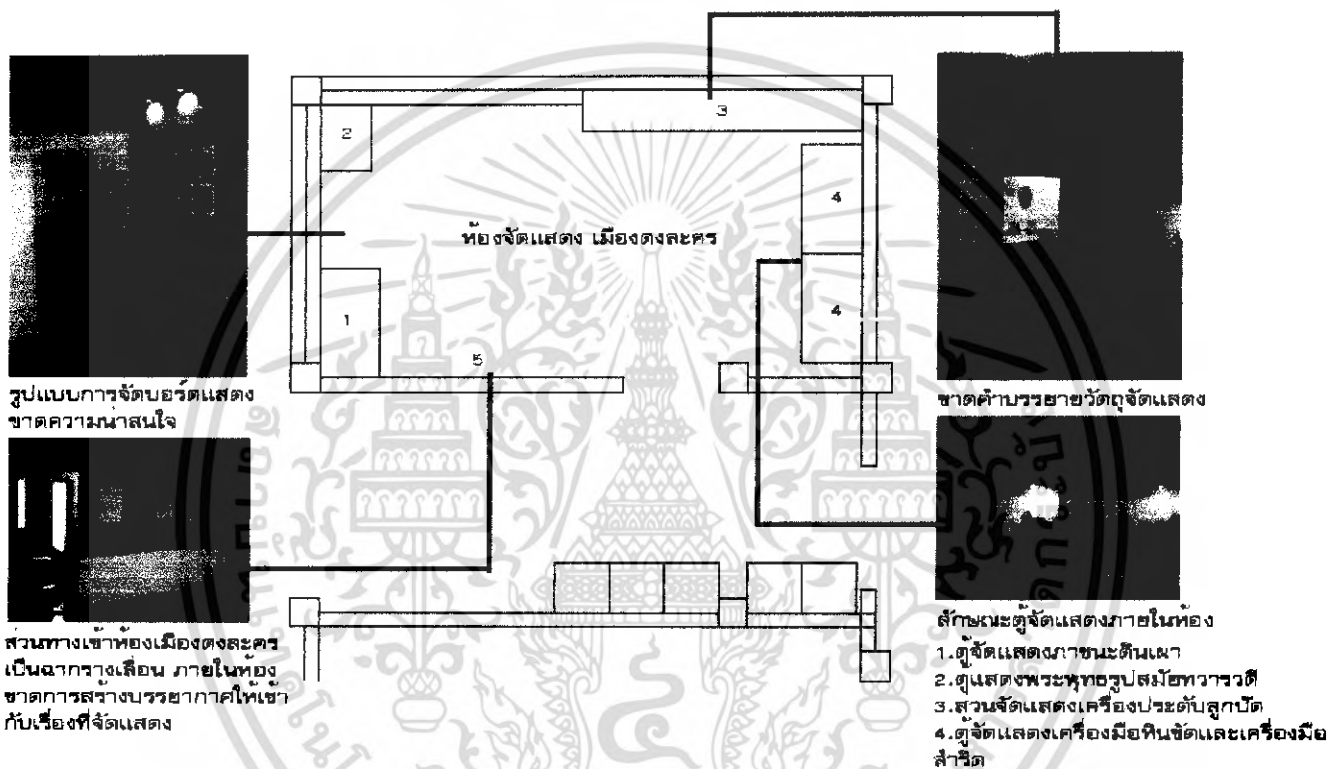 3
2
4
ห้องจัดแสดง เมืองดงละคร
4
1
5
รูปแบบการจัดบอร์ดแสดง
ขาดความน่าสนใจ
ขาดคำบรรยายวัตถุจัดแสดง
ส่วนทางเข้าห้องเมืองดงละคร
เป็นฉากรางเลื่อน ภายในห้อง
ขาดการสร้างบรรยากาศให้เข้า
กับเรื่องที่จัดแสดง
ลักษณะตู้จัดแสดงภายในห้อง
1.ตู้จัดแสดงภาชนะดินเผา
2.ตู้แสดงพระพุทธรูปสมัยทวารวดี
3.ส่วนจัดแสดงเครื่องประดับลูกปัด
4.ตู้จัดแสดงเครื่องมือหินขัดและเครื่องมือ
สำริด